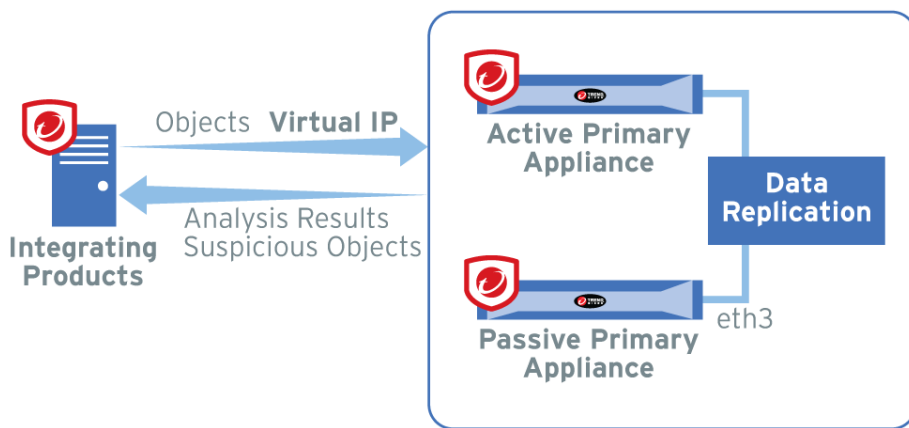 Objects Virtual IP
Analysis Results
Suspicious Objects
Integrating
Products
Active Primary
Appliance
Data
Replication
Passive Primary
Appliance
eth3